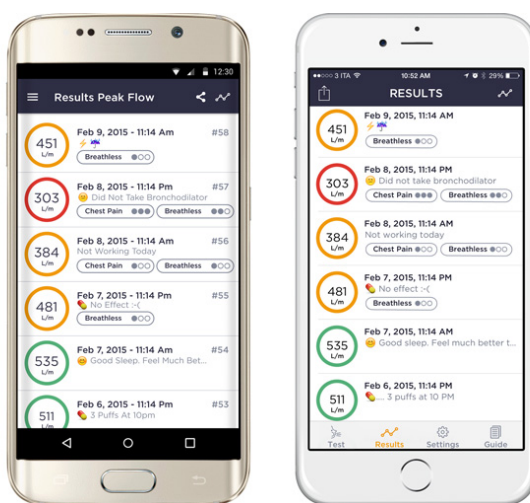 12:30
Results Peak Flow
451 L/m
Feb 9, 2015 - 11:14 Am #58
Breathless
303 L/m
Feb 8, 2015 - 11:14 Pm #57
Did Not Take Bronchodilator
Chest Pain Breathless
384 L/m
Feb 8, 2015 - 11:14 Am #56
Not Working Today
Chest Pain Breathless
481 L/m
Feb 7, 2015 - 11:14 Pm #55
No Effect :-(
Breathless
535 L/m
Feb 7, 2015 - 11:14 Am #54
Good Sleep. Feel Much Bet...
511 L/m
Feb 6, 2015 - 11:14 Pm #53
3 Puffs At 10pm
3 ITA 10:52 AM 29%
RESULTS
451 L/m
Feb 9, 2015, 11:14 AM
Breathless
303 L/m
Feb 8, 2015, 11:14 PM
Did not take bronchodilator
Chest Pain Breathless
384 L/m
Feb 8, 2015, 11:14 AM
Not working today
Chest Pain Breathless
481 L/m
Feb 7, 2015, 11:14 PM
No effect :-(
Breathless
535 L/m
Feb 7, 2015, 11:14 AM
Good sleep. Feel much better t...
511 L/m
Feb 6, 2015, 11:14 PM
... 3 puffs at 10 PM
Test Results Settings Guide